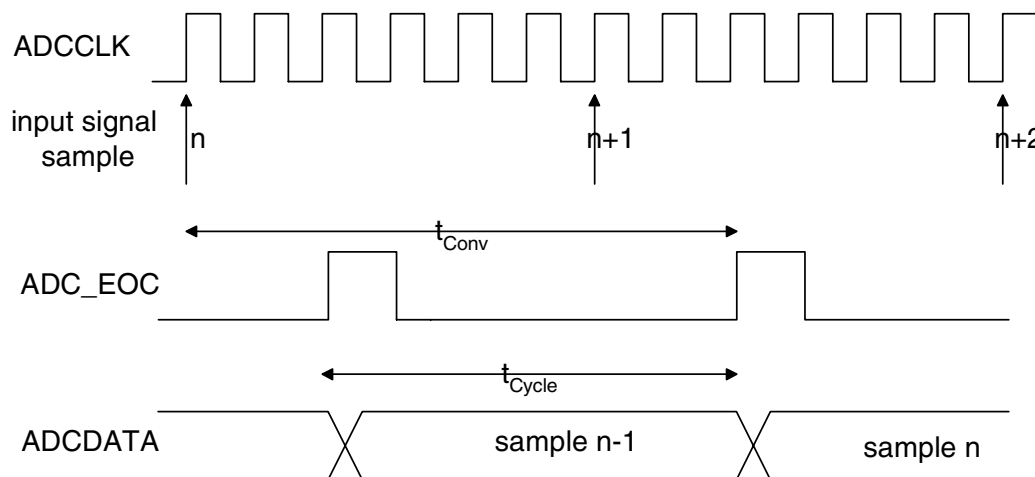 ADCCLK
input signal
sample
n
n+1
n+2
tConv
ADC_EOC
tCycle
ADCDATA
sample n-1
sample n